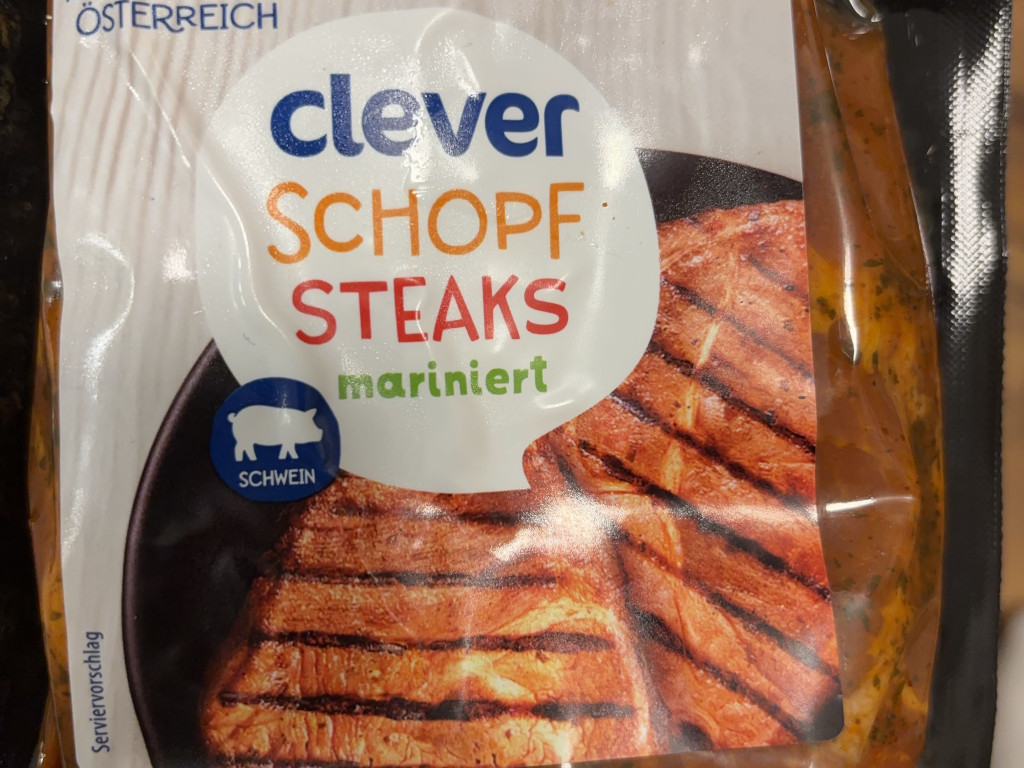 ÖSTERREICH
clever
SCHOPF
STEAKS
mariniert
SCHWEIN
Serviervorschlag